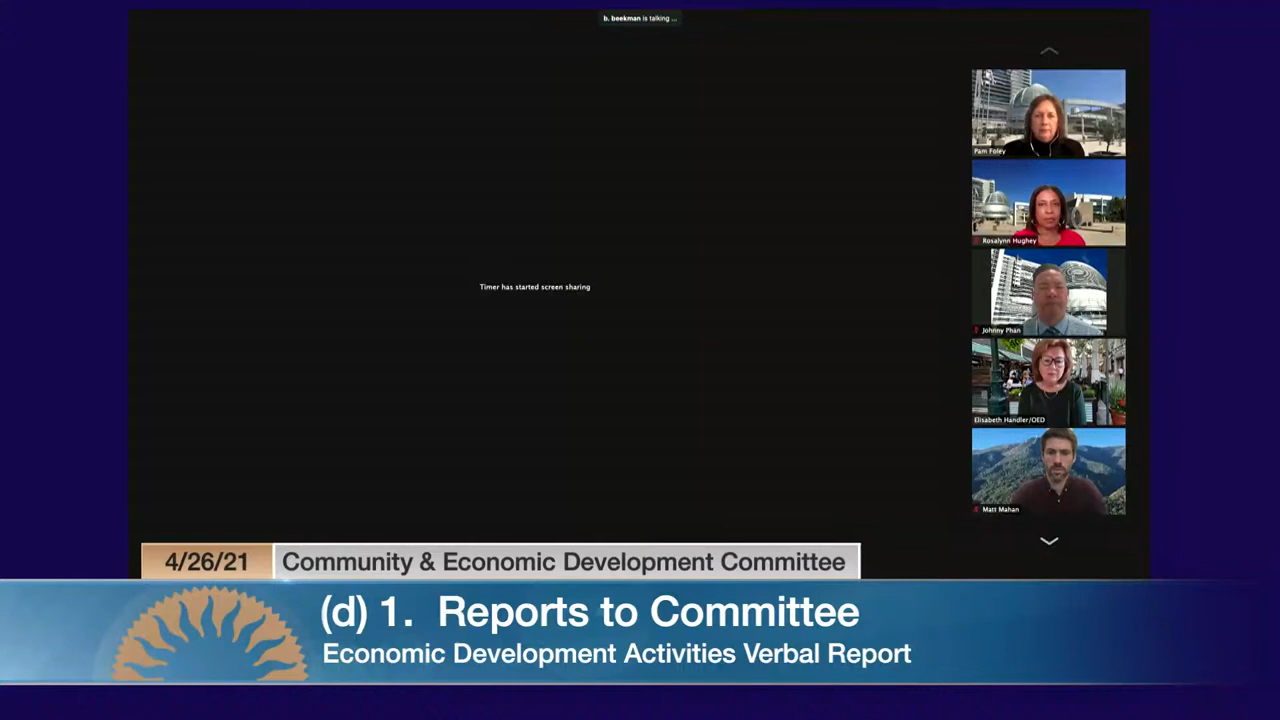 b. beekman is talking ...
Pam Foley
Rosalynn Hughey
Timer has started screen sharing
Johnny Phan
Elisabeth Handler/OED
Matt Mahan
4/26/21 Community & Economic Development Committee
(d) 1. Reports to Committee
Economic Development Activities Verbal Report